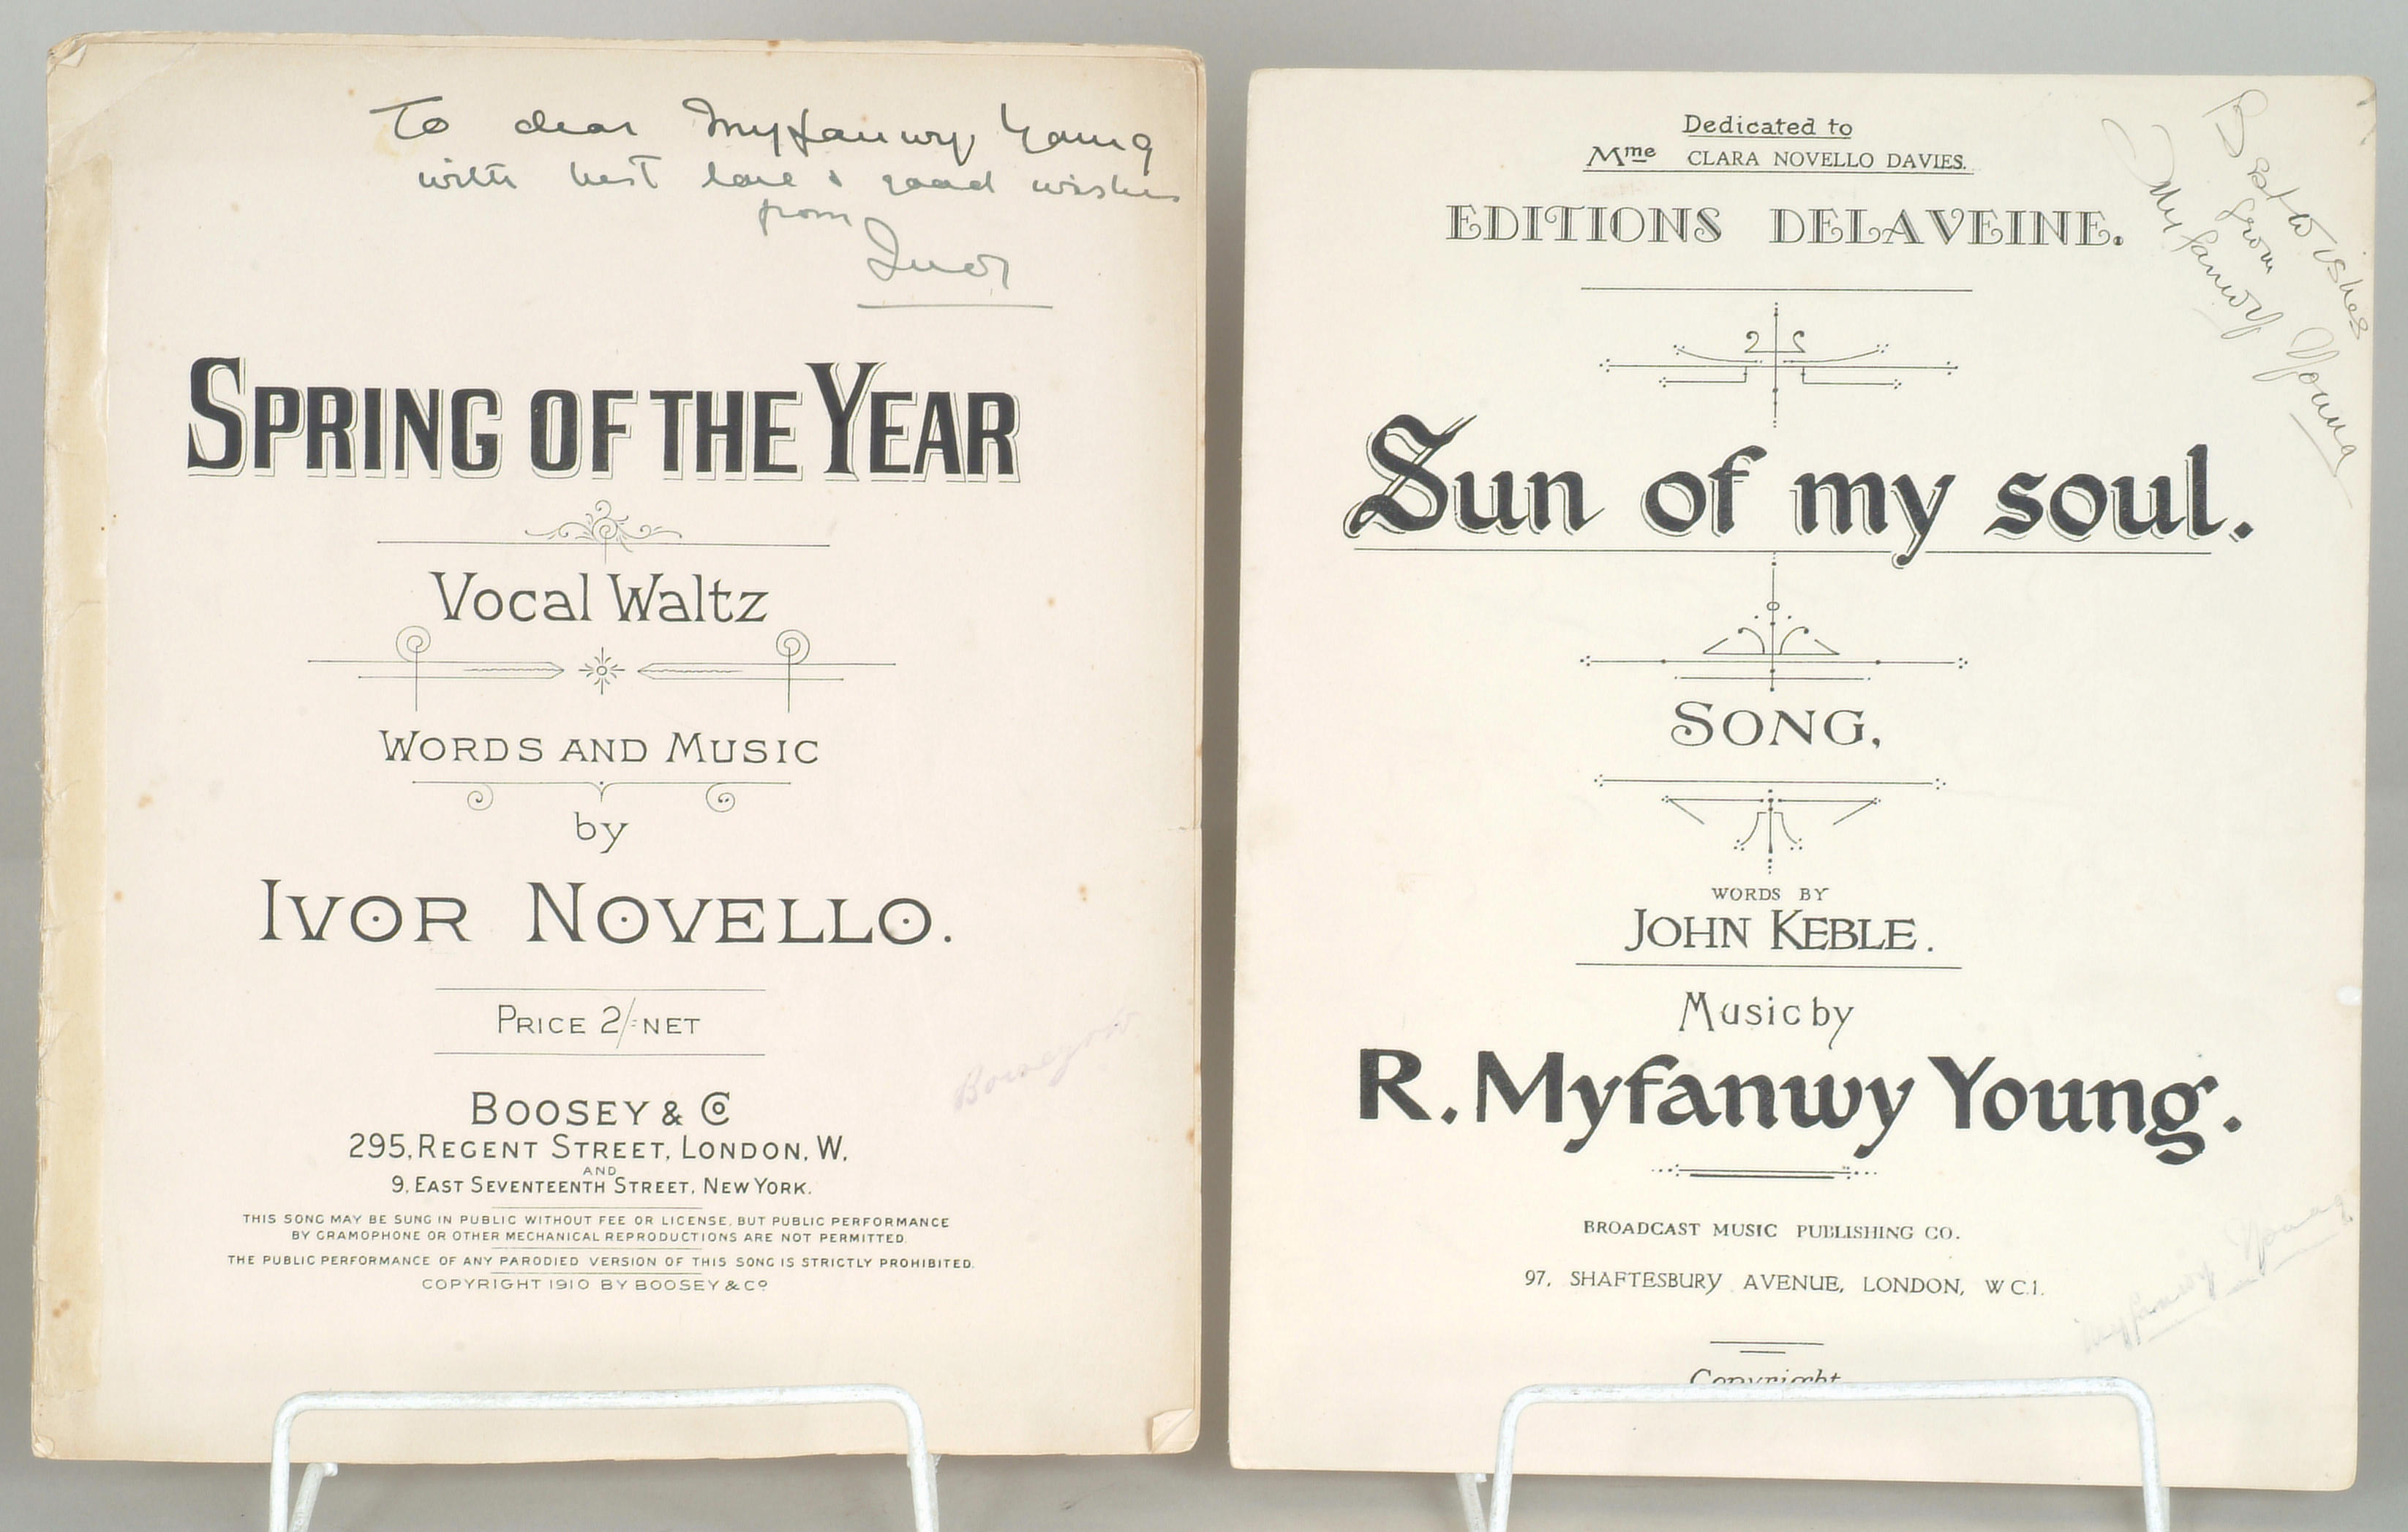 To dear Myfanwy Young
with best love & good wishes
from
Ivor
SPRING OF THE YEAR
Vocal Waltz
WORDS AND MUSIC
by
IVOR NOVELLO.
PRICE 2/= NET
BOOSEY & Co
295, REGENT STREET, LONDON, W.
AND
9, EAST SEVENTEENTH STREET, NEW YORK.
THIS SONG MAY BE SUNG IN PUBLIC WITHOUT FEE OR LICENSE, BUT PUBLIC PERFORMANCE
BY GRAMOPHONE OR OTHER MECHANICAL REPRODUCTIONS ARE NOT PERMITTED.
THE PUBLIC PERFORMANCE OF ANY PARODIED VERSION OF THIS SONG IS STRICTLY PROHIBITED.
COPYRIGHT 1910 BY BOOSEY & Co
Dedicated to
Mme CLARA NOVELLO DAVIES.
EDITIONS DELAVEINE.
Best Wishes
from
Myfanwy Young
Sun of my soul.
SONG,
WORDS BY
JOHN KEBLE.
Music by
R. Myfanwy Young.
BROADCAST MUSIC PUBLISHING CO.
97, SHAFTESBURY AVENUE, LONDON, W C.1.
Myfanwy Young
Copyright